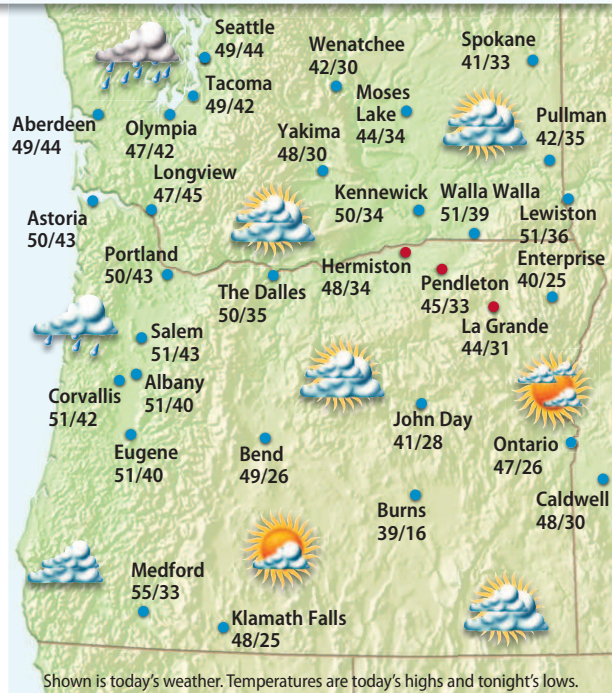 Seattle
49/44
Wenatchee
42/30
Spokane
41/33
Tacoma
49/42
Moses
Lake
44/34
Aberdeen
49/44
Olympia
47/42
Yakima
48/30
Pullman
42/35
Longview
47/45
Kennewick
50/34
Walla Walla
51/39
Lewiston
51/36
Astoria
50/43
Portland
50/43
The Dalles
50/35
Hermiston
48/34
Pendleton
45/33
Enterprise
40/25
La Grande
44/31
Salem
51/43
Corvallis
51/42
Albany
51/40
John Day
41/28
Eugene
51/40
Bend
49/26
Ontario
47/26
Burns
39/16
Caldwell
48/30
Medford
55/33
Klamath Falls
48/25
Shown is today's weather. Temperatures are today's highs and tonight's lows.